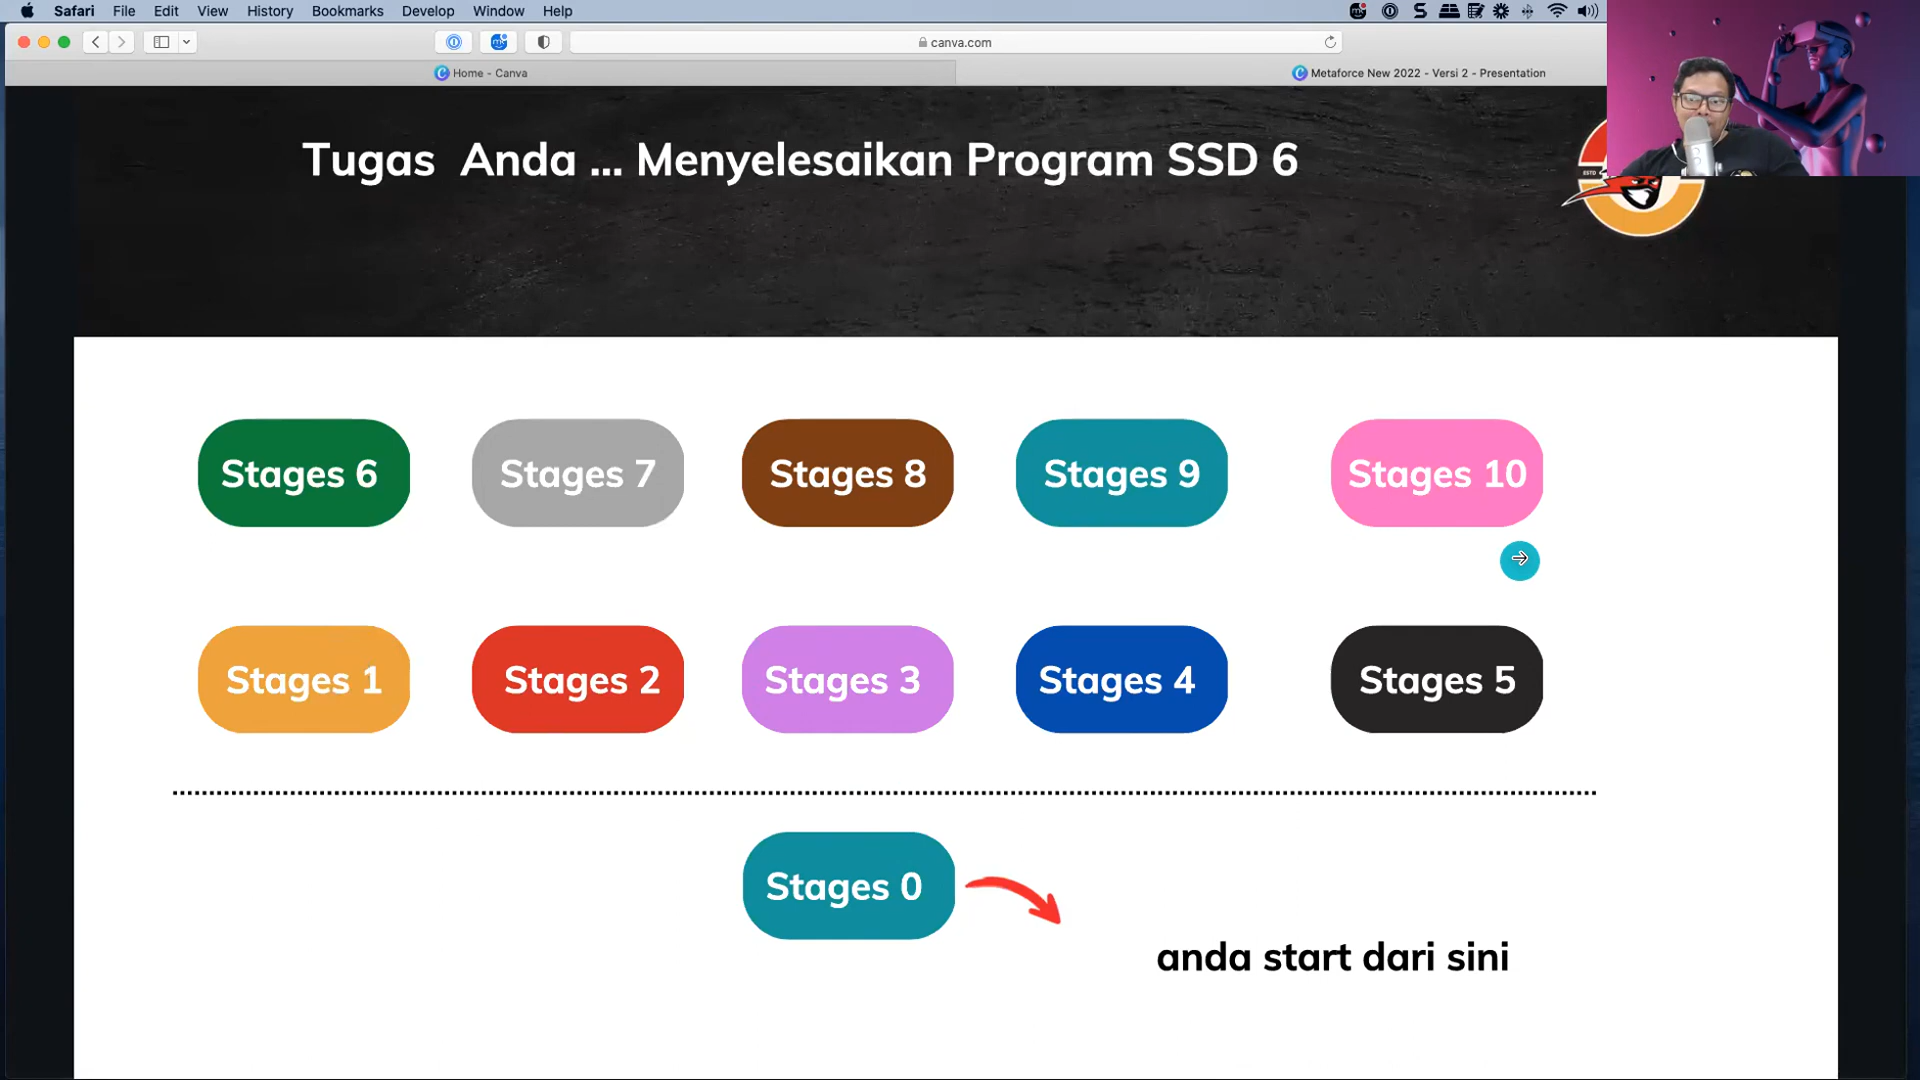 Safari File Edit View History Bookmarks Develop Window Help
canva.com
Home - Canva
Metaforce New 2022 - Versi 2 - Presentation
Tugas Anda ... Menyelesaikan Program SSD 6
ESTD
Stages 6
Stages 7
Stages 8
Stages 9
Stages 10
Stages 1
Stages 2
Stages 3
Stages 4
Stages 5
Stages 0
anda start dari sini